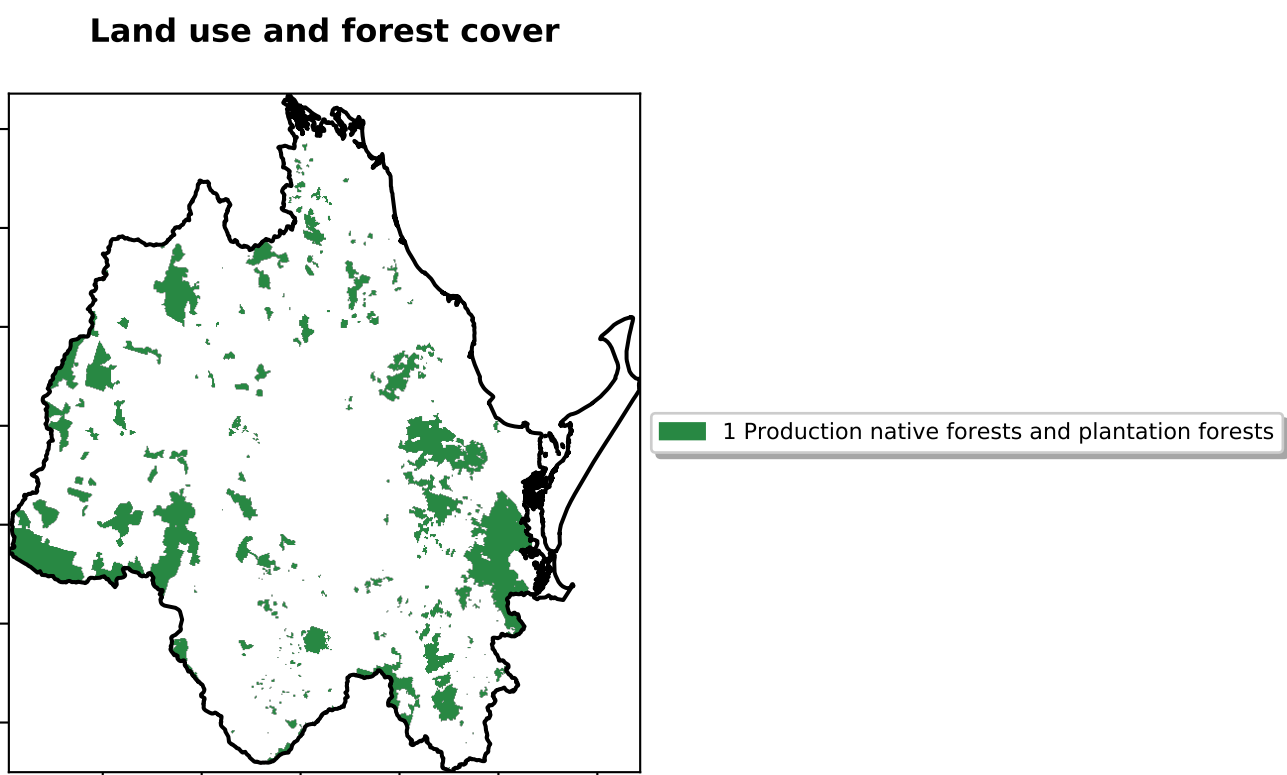 Land use and forest cover
1 Production native forests and plantation forests